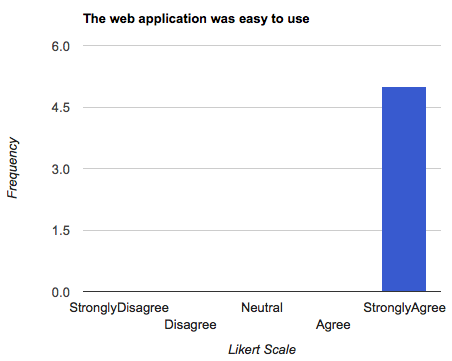 The web application was easy to use
6.0
4.5
3.0
1.5
0.0
Frequency
StronglyDisagree
Disagree
Neutral
Agree
StronglyAgree
Likert Scale